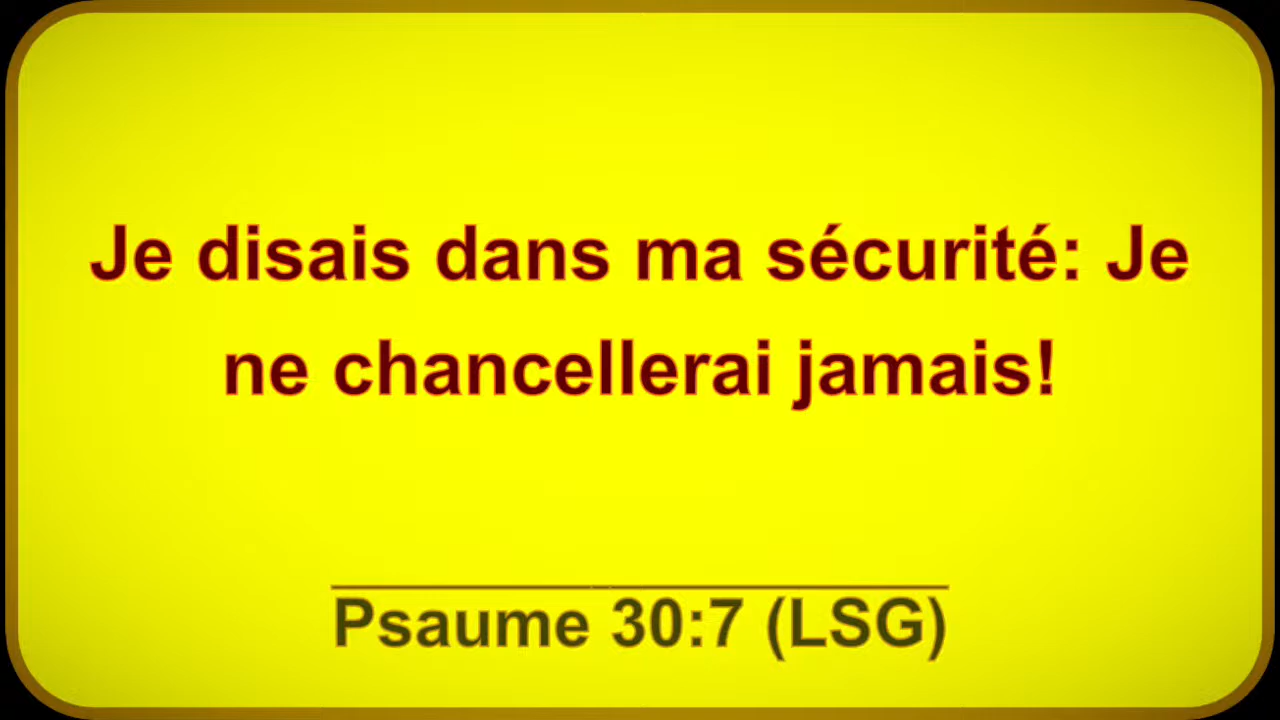 Je disais dans ma sécurité: Je
ne chancellerai jamais!
Psaume 30:7 (LSG)